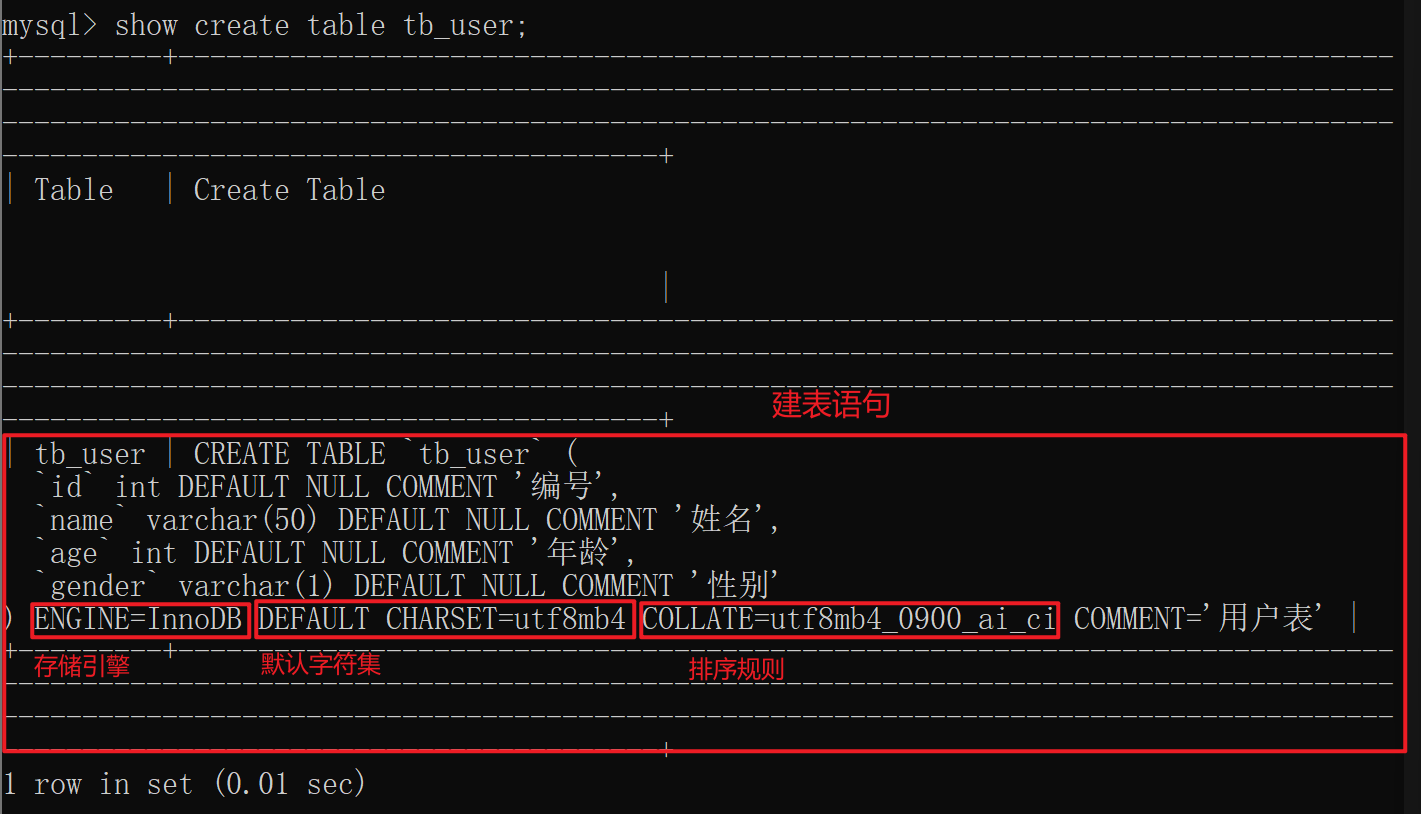 mysql> show create table tb_user;
+---------+----------------------------------------------------------------------------
---------------------------------------------------------------------------------------
---------------------------------------------------------------------------------------
-----------------------------------------+
| Table   | Create Table
|
+---------+----------------------------------------------------------------------------
---------------------------------------------------------------------------------------
---------------------------------------------------------------------------------------
建表语句
-----------------------------------------+
| tb_user | CREATE TABLE `tb_user` (
  `id` int DEFAULT NULL COMMENT '编号',
  `name` varchar(50) DEFAULT NULL COMMENT '姓名',
  `age` int DEFAULT NULL COMMENT '年龄',
  `gender` varchar(1) DEFAULT NULL COMMENT '性别'
) ENGINE=InnoDB DEFAULT CHARSET=utf8mb4 COLLATE=utf8mb4_0900_ai_ci COMMENT='用户表' |
+---------+----------------------------------------------------------------------------
存储引擎 默认字符集 排序规则
---------------------------------------------------------------------------------------
---------------------------------------------------------------------------------------
-----------------------------------------+
1 row in set (0.01 sec)